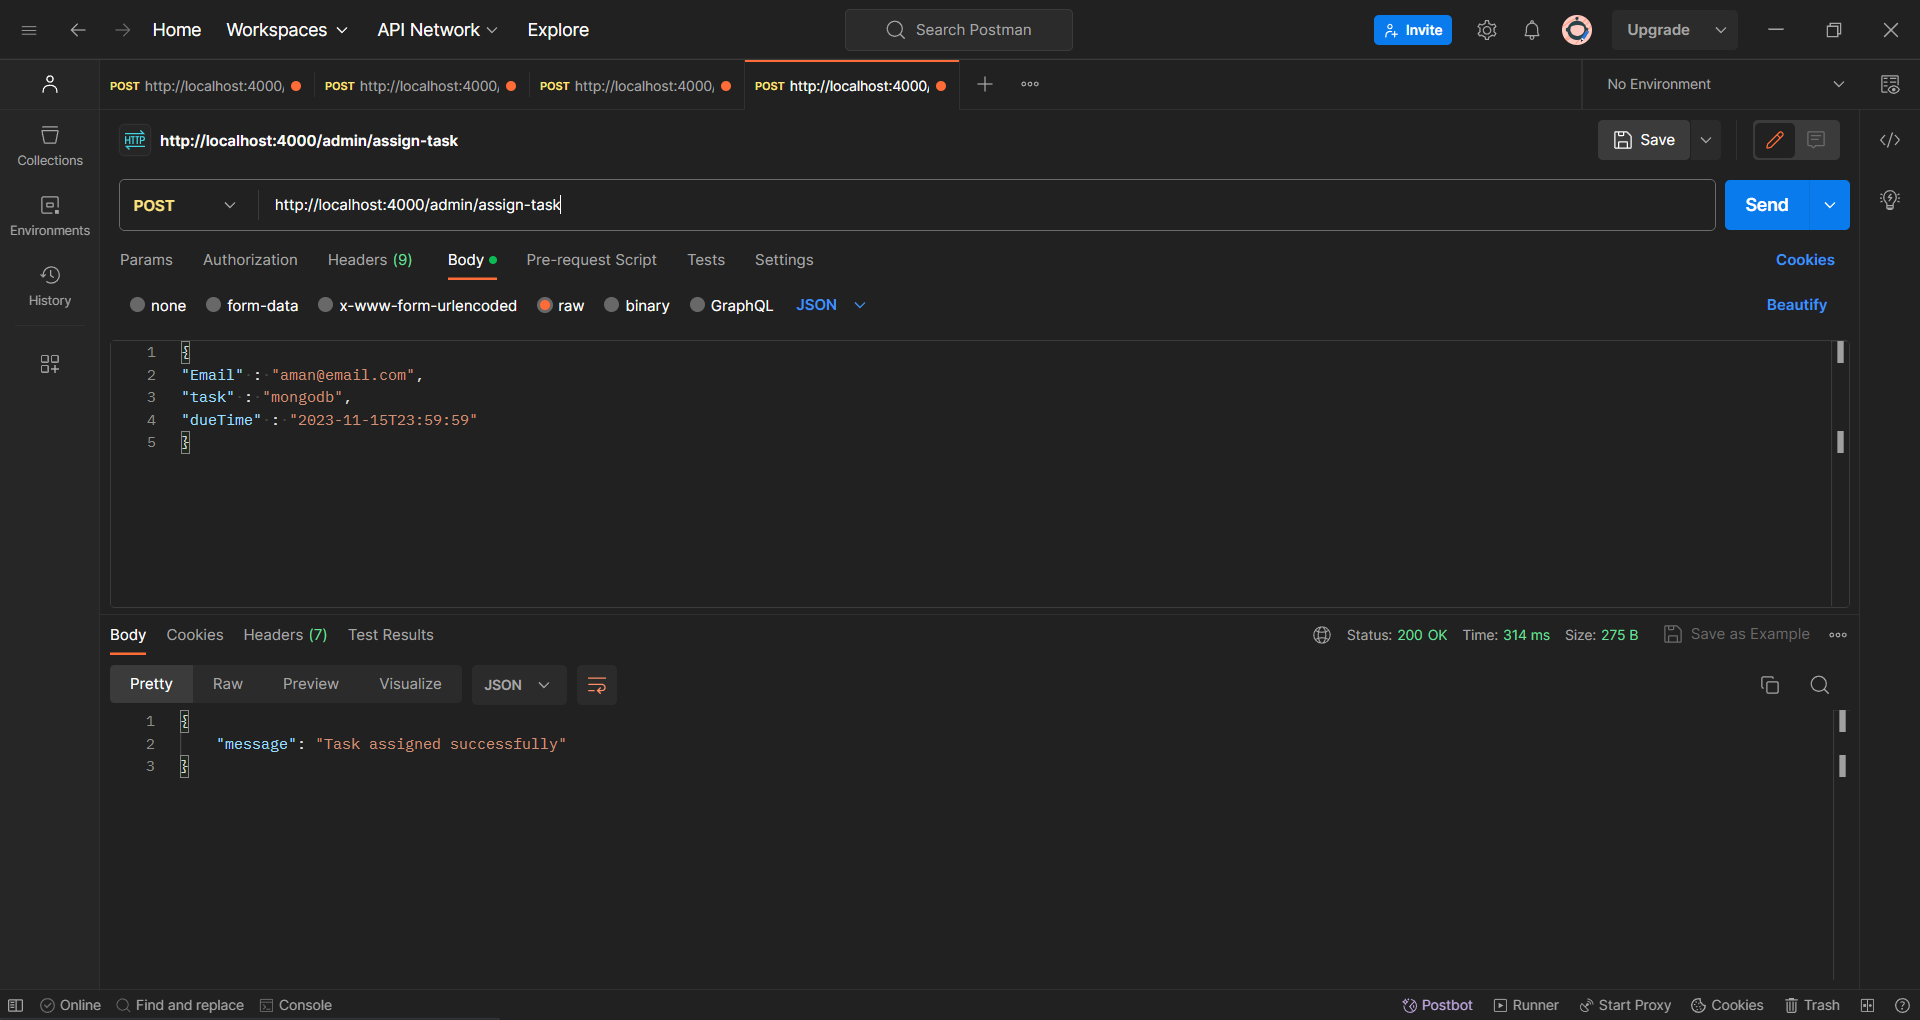 Home Workspaces API Network Explore Search Postman Invite Upgrade
POST http://localhost:4000/ POST http://localhost:4000/ POST http://localhost:4000/ POST http://localhost:4000/ No Environment
HTTP http://localhost:4000/admin/assign-task Save
Collections
POST http://localhost:4000/admin/assign-task Send
Environments
Params Authorization Headers (9) Body Pre-request Script Tests Settings Cookies
History
none form-data x-www-form-urlencoded raw binary GraphQL JSON Beautify
1 {
2 "Email" : "aman@email.com",
3 "task" : "mongodb",
4 "dueTime" : "2023-11-15T23:59:59"
5 }
Body Cookies Headers (7) Test Results Status: 200 OK Time: 314 ms Size: 275 B Save as Example
Pretty Raw Preview Visualize JSON
1 {
2 "message": "Task assigned successfully"
3 }
Online Find and replace Console Postbot Runner Start Proxy Cookies Trash